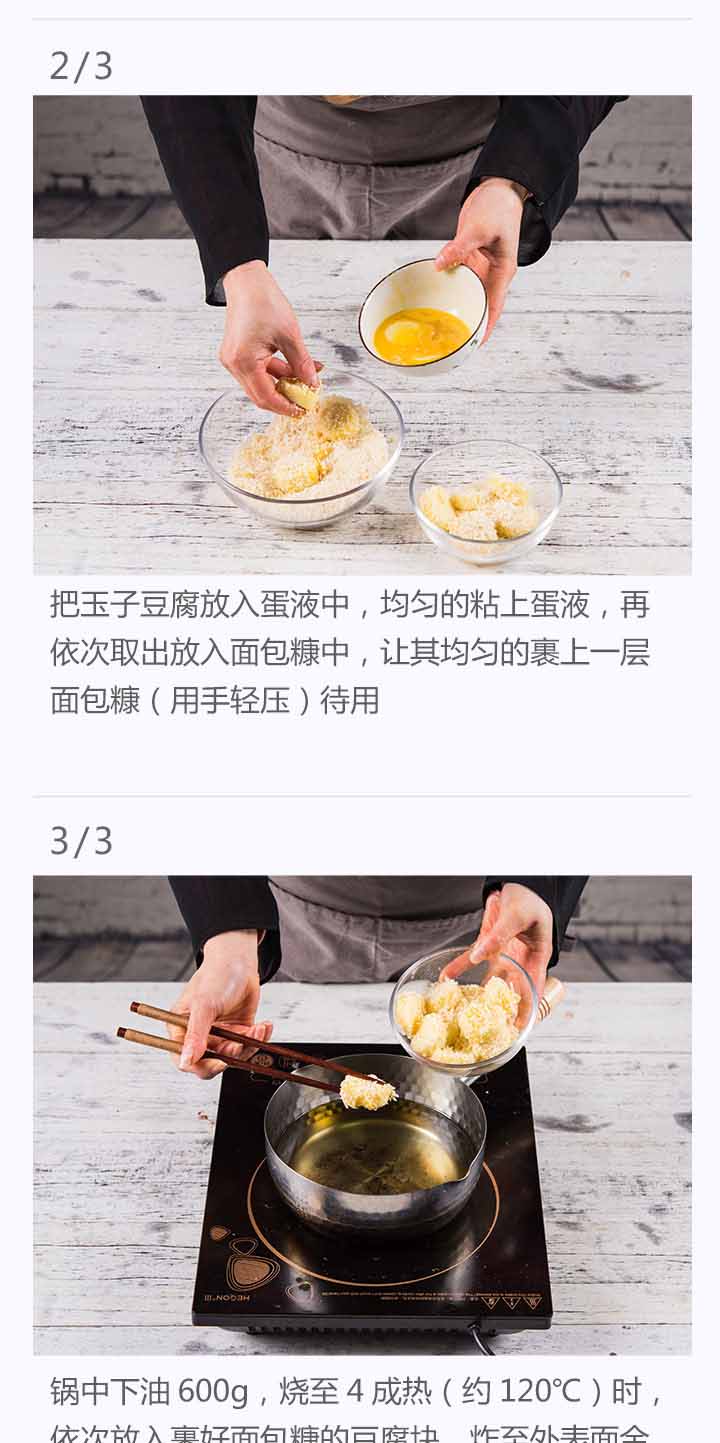 2/3
把玉子豆腐放入蛋液中，均匀的粘上蛋液，再
依次取出放入面包糠中，让其均匀的裹上一层
面包糠（用手轻压）待用
3/3
锅中下油 600g，烧至 4 成热（约 120℃）时，
依次放入裹好面包糠的豆腐块，炸至外表面金